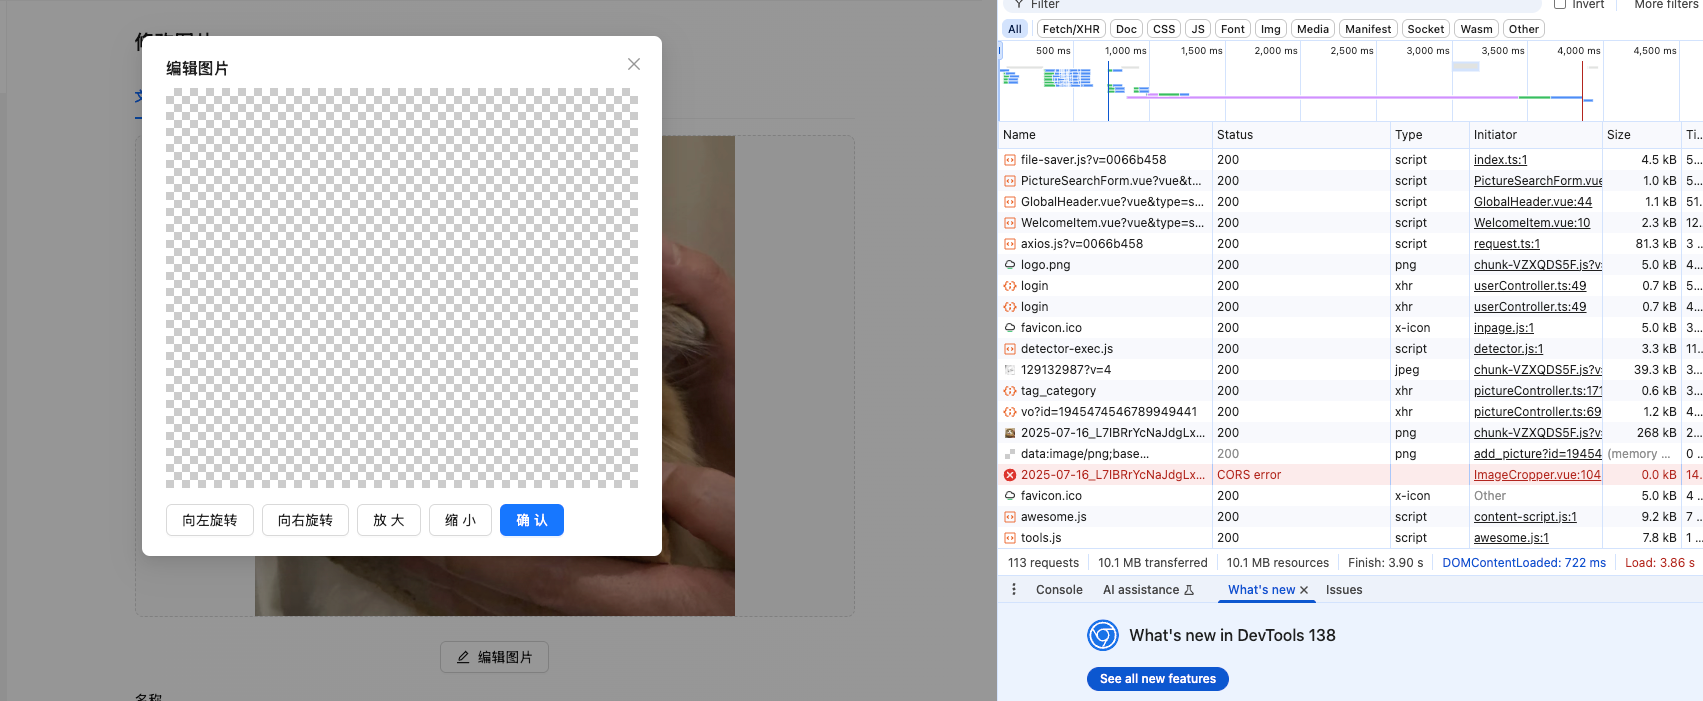 编辑图片
向左旋转
向右旋转
放 大
缩 小
确 认
编辑图片
名称
Filter
Invert
More filters
All
Fetch/XHR
Doc
CSS
JS
Font
Img
Media
Manifest
Socket
Wasm
Other
500 ms
1,000 ms
1,500 ms
2,000 ms
2,500 ms
3,000 ms
3,500 ms
4,000 ms
4,500 ms
Name Status Type Initiator Size Ti...
file-saver.js?v=0066b458 200 script index.ts:1 4.5 kB 5...
PictureSearchForm.vue?vue&t... 200 script PictureSearchForm.vue 1.0 kB 5...
GlobalHeader.vue?vue&type=s... 200 script GlobalHeader.vue:44 1.1 kB 51.
WelcomeItem.vue?vue&type=s... 200 script WelcomeItem.vue:10 2.3 kB 12.
axios.js?v=0066b458 200 script request.ts:1 81.3 kB 3 ..
logo.png 200 png chunk-VZXQDS5F.js?v= 5.0 kB 4...
login 200 xhr userController.ts:49 0.7 kB 5...
login 200 xhr userController.ts:49 0.7 kB 4...
favicon.ico 200 x-icon inpage.js:1 5.0 kB 3...
detector-exec.js 200 script detector.js:1 3.3 kB 11..
129132987?v=4 200 jpeg chunk-VZXQDS5F.js?v= 39.3 kB 3...
tag_category 200 xhr pictureController.ts:171 0.6 kB 3...
vo?id=1945474546789949441 200 xhr pictureController.ts:69 1.2 kB 4...
2025-07-16_L7IBRrYcNaJdgLx... 200 png chunk-VZXQDS5F.js?v= 268 kB 2...
data:image/png;base... 200 png add_picture?id=19454 (memory ... 0 ..
2025-07-16_L7IBRrYcNaJdgLx... CORS error ImageCropper.vue:104 0.0 kB 14.
favicon.ico 200 x-icon Other 5.0 kB 4 ..
awesome.js 200 script content-script.js:1 9.2 kB 7 ..
tools.js 200 script awesome.js:1 7.8 kB 1 ...
113 requests 10.1 MB transferred 10.1 MB resources Finish: 3.90 s DOMContentLoaded: 722 ms Load: 3.86 s
Console AI assistance What's new Issues
What's new in DevTools 138
See all new features